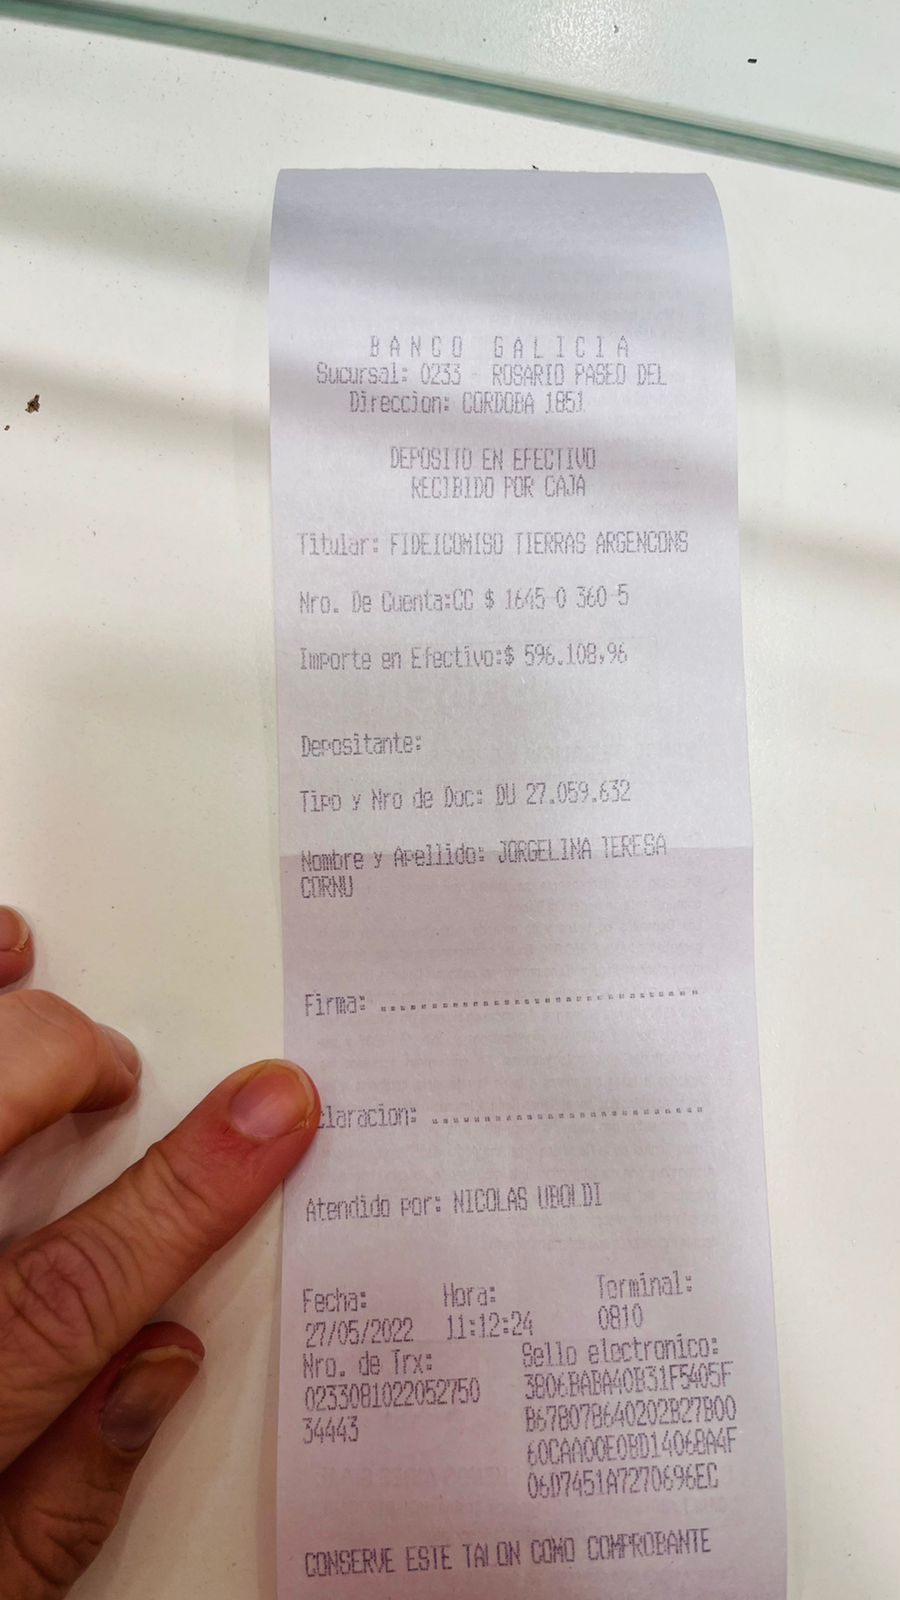 BANCO GALICIA
Sucursal: 0233 - ROSARIO PASEO DEL
Direccion: CORDOBA 1851
DEPOSITO EN EFECTIVO
RECIBIDO POR CAJA
Titular: FIDEICOMISO TIERRAS ARGENCONS
Nro. De Cuenta:CC $ 1645-0 360-5
Importe en Efectivo:$ 596.108,96
Depositante:
Tipo y Nro de Doc: DU 27.059.632
Nombre y Apellido: JORGELINA TERESA
CORNU
Firma: ................................
claracion: ..............................
Atendido por: NICOLAS UBOLDI
Fecha: Hora: Terminal:
27/05/2022 11:12:24 0810
Nro. de Trx: Sello electronico:
0233081022052750 3B06BABA40B31F5405F
34443 B67B07B640202B27B00
60CAA00E0BD1406BA4F
06D7451A7270696EC
CONSERVE ESTE TALON COMO COMPROBANTE